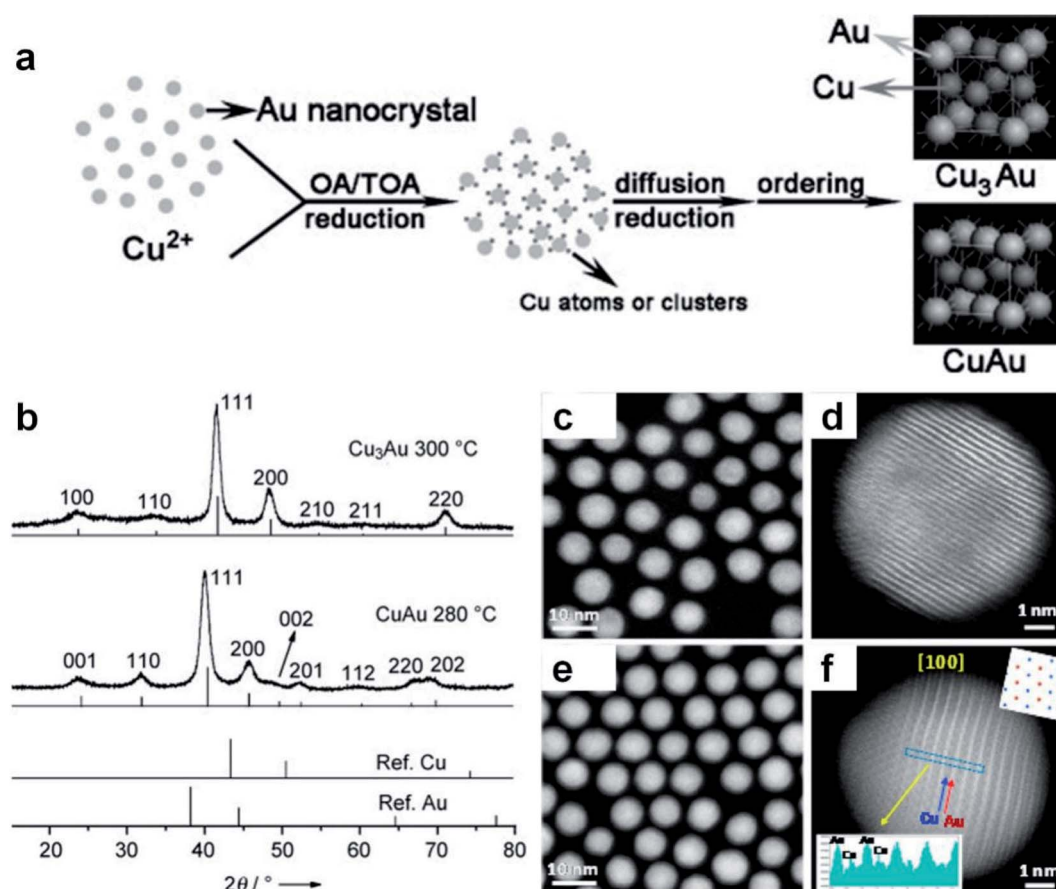 a
Au
Cu
Au nanocrystal
Cu₃Au
OA/TOA
reduction
diffusion
reduction
ordering
Cu²⁺
Cu atoms or clusters
CuAu
b
111
Cu₃Au 300 °C
200
100
110
210
211
220
111
CuAu 280 °C
002
200
001
110
201
112
220
202
Ref. Cu
Ref. Au
20
30
40
50
60
70
80
2θ/°
c
10 nm
d
1 nm
e
10 nm
f
[100]
Cu
Au
Au
Cu
Au
Cu
1 nm